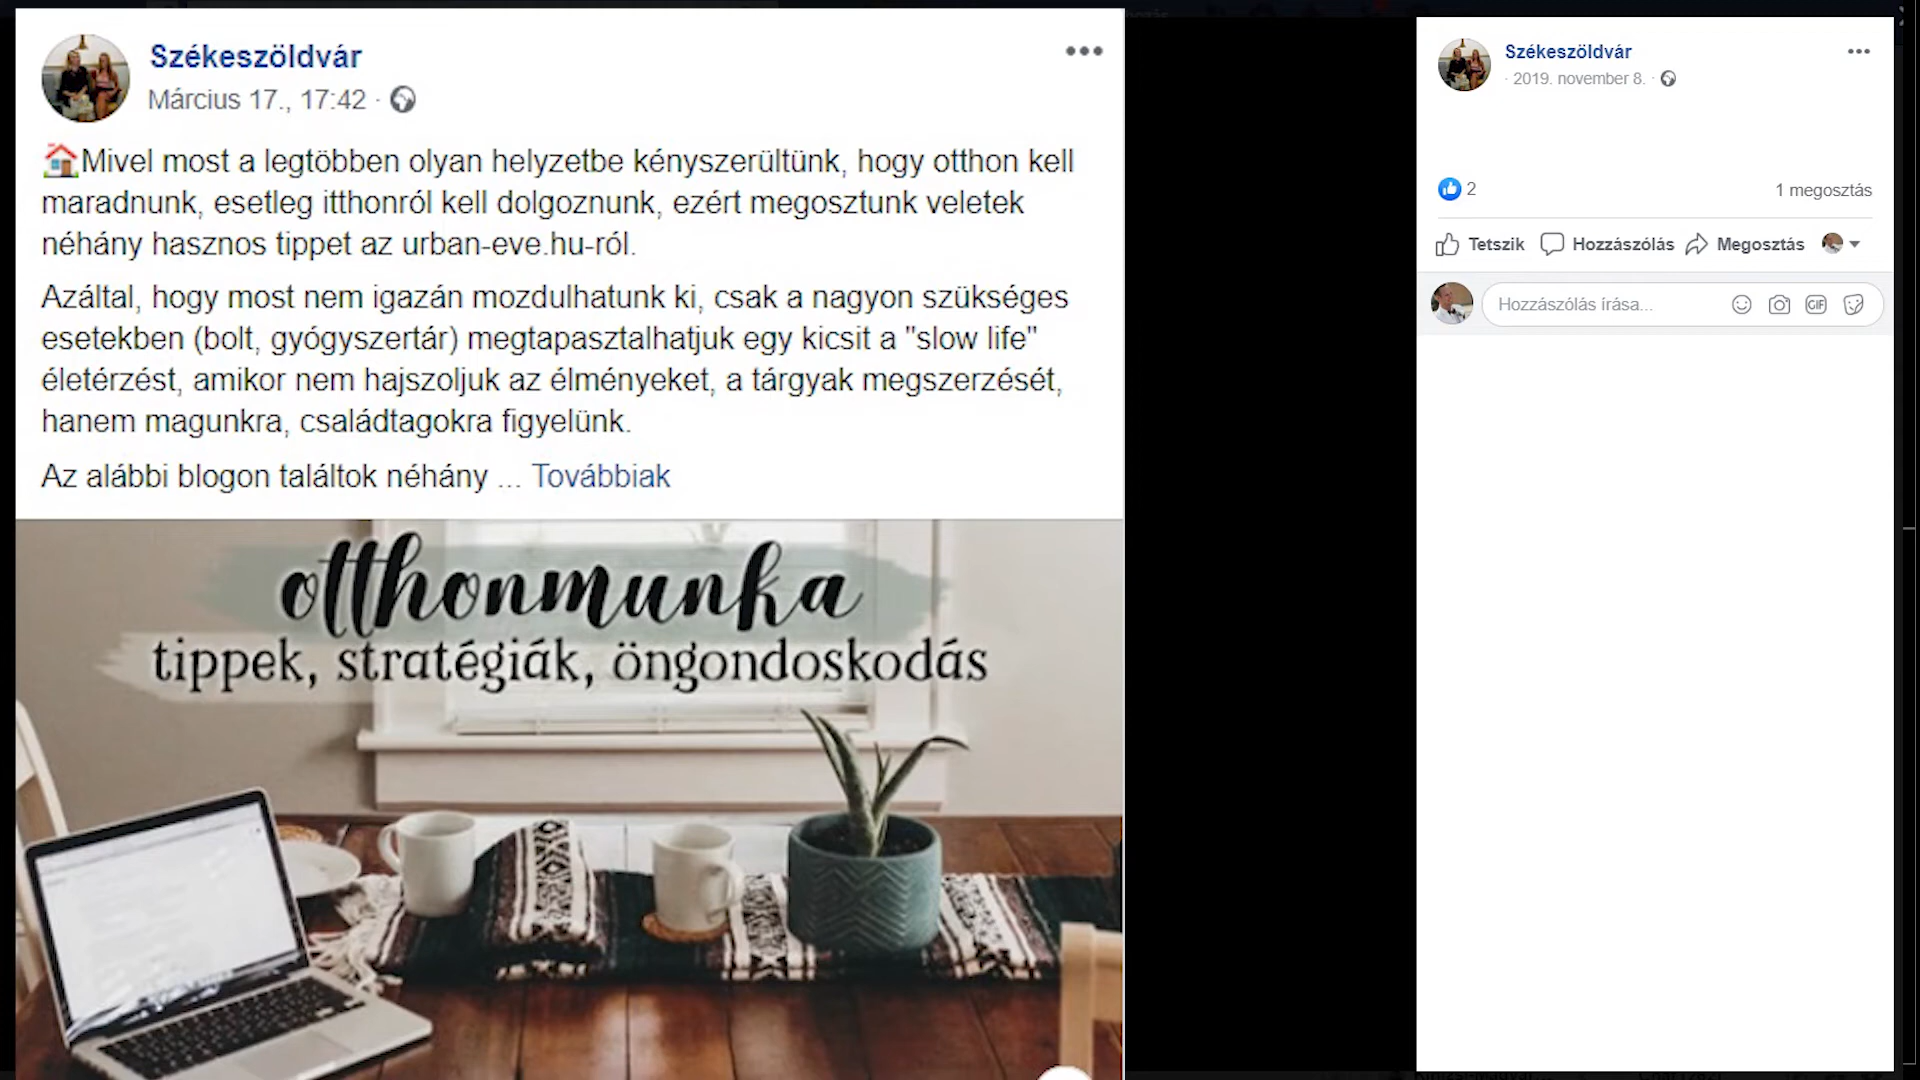 Székeszöldvár
Március 17., 17:42 ·
Mivel most a legtöbben olyan helyzetbe kényszerültünk, hogy otthon kell
maradnunk, esetleg itthonról kell dolgoznunk, ezért megosztunk veletek
néhány hasznos tippet az urban-eve.hu-ról.
Azáltal, hogy most nem igazán mozdulhatunk ki, csak a nagyon szükséges
esetekben (bolt, gyógyszertár) megtapasztalhatjuk egy kicsit a "slow life"
életérzést, amikor nem hajszoljuk az élményeket, a tárgyak megszerzését,
hanem magunkra, családtagokra figyelünk.
Az alábbi blogon találtok néhány ... Továbbiak
otthonmunka
tippek, stratégiák, öngondoskodás
Székeszöldvár
· 2019. november 8. ·
2
1 megosztás
Tetszik Hozzászólás Megosztás
Hozzászólás írása...
GIF